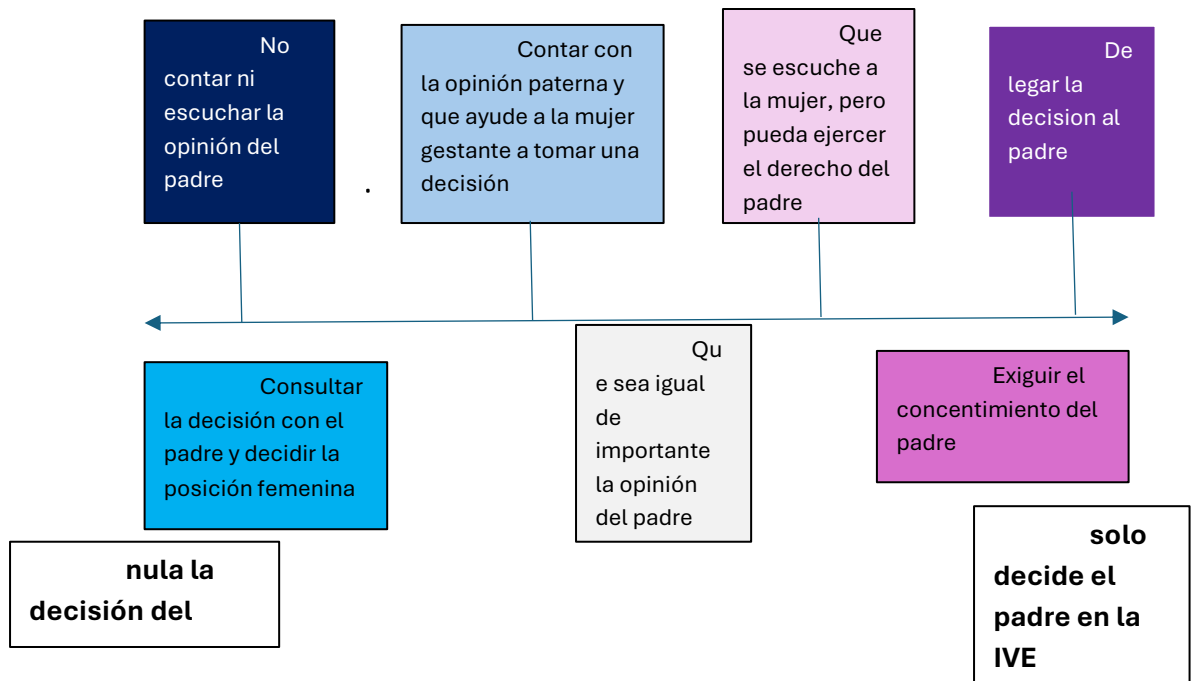 No
contar ni
escuchar la
opinión del
padre
.
Contar con
la opinión paterna y
que ayude a la mujer
gestante a tomar una
decisión
Que
se escuche a
la mujer, pero
pueda ejercer
el derecho del
padre
De
legar la
decision al
padre
Consultar
la decisión con el
padre y decidir la
posición femenina
Qu
e sea igual
de
importante
la opinión
del padre
Exiguir el
concentimiento del
padre
nula la
decisión del
solo
decide el
padre en la
IVE